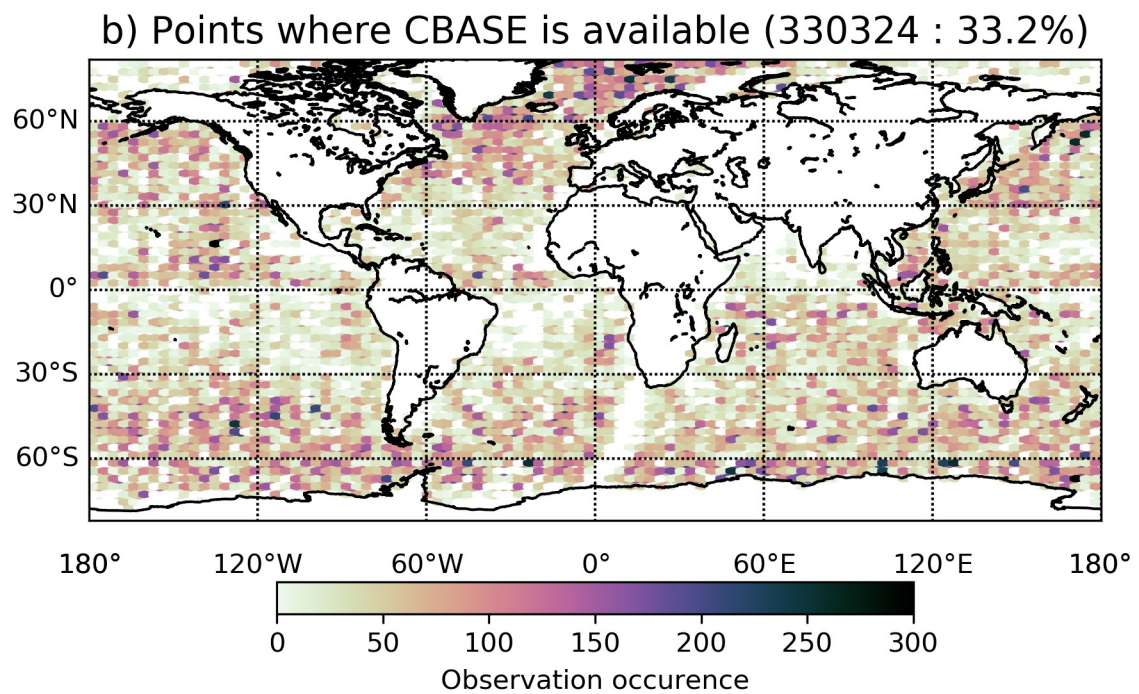 b) Points where CBASE is available (330324 : 33.2%)
60°N
30°N
0°
30°S
60°S
180° 120°W 60°W 0° 60°E 120°E 180°
0 50 100 150 200 250 300
Observation occurence